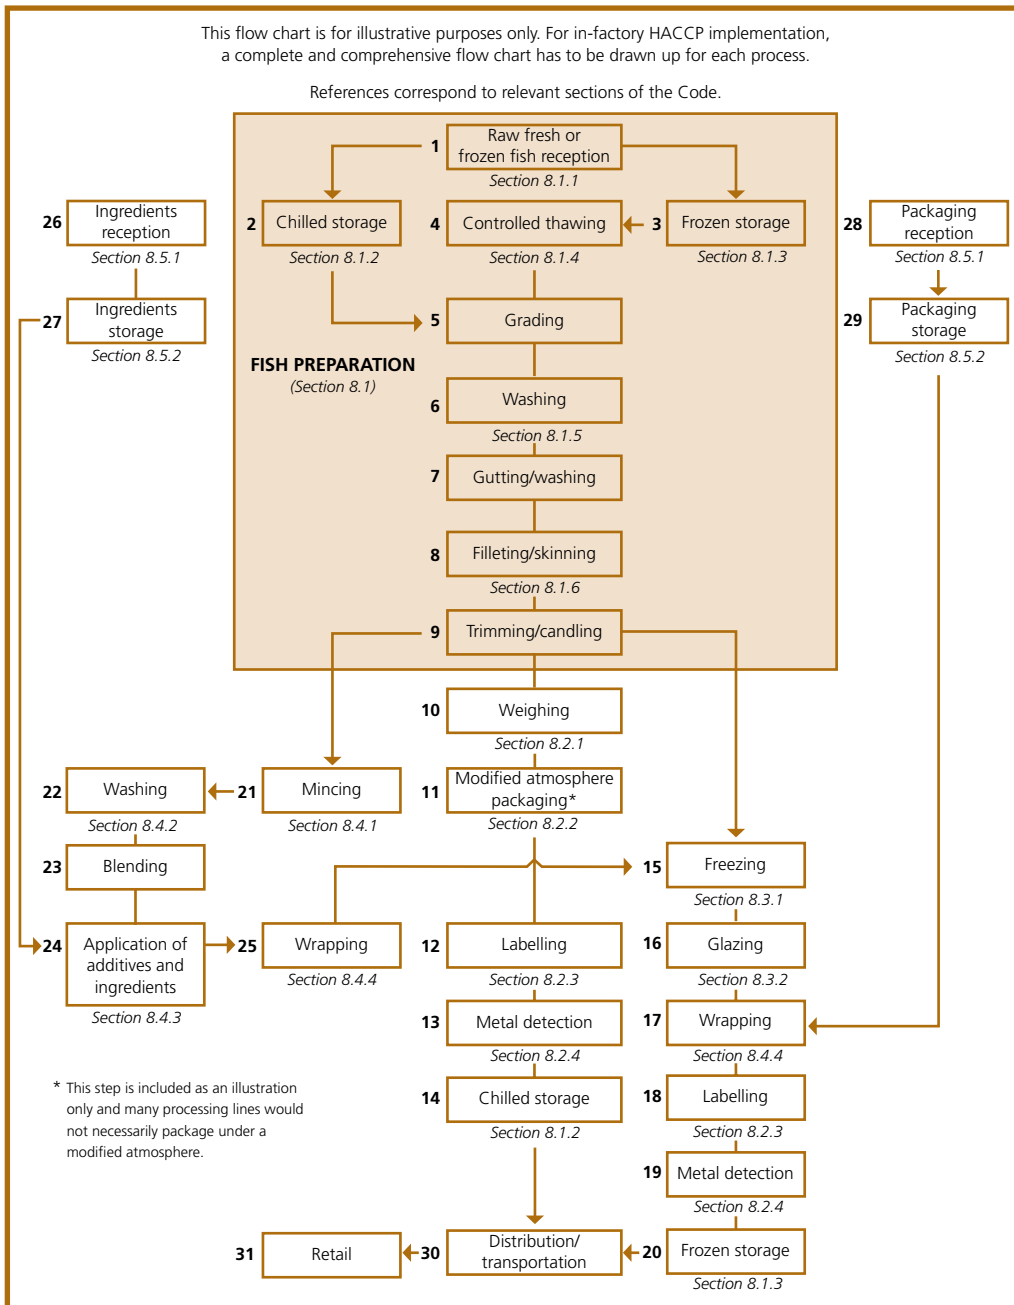 This flow chart is for illustrative purposes only. For in-factory HACCP implementation,
a complete and comprehensive flow chart has to be drawn up for each process.
References correspond to relevant sections of the Code.
1
Raw fresh or
frozen fish reception
Section 8.1.1
26
Ingredients
reception
Section 8.5.1
2
Chilled storage
Section 8.1.2
4
Controlled thawing
Section 8.1.4
3
Frozen storage
Section 8.1.3
28
Packaging
reception
Section 8.5.1
27
Ingredients
storage
Section 8.5.2
5
Grading
29
Packaging
storage
Section 8.5.2
FISH PREPARATION
(Section 8.1)
6
Washing
Section 8.1.5
7
Gutting/washing
8
Filleting/skinning
Section 8.1.6
9
Trimming/candling
10
Weighing
Section 8.2.1
22
Washing
Section 8.4.2
21
Mincing
Section 8.4.1
11
Modified atmosphere
packaging*
Section 8.2.2
23
Blending
15
Freezing
Section 8.3.1
24
Application of
additives and
ingredients
Section 8.4.3
25
Wrapping
Section 8.4.4
12
Labelling
Section 8.2.3
16
Glazing
Section 8.3.2
13
Metal detection
Section 8.2.4
17
Wrapping
Section 8.4.4
* This step is included as an illustration
only and many processing lines would
not necessarily package under a
modified atmosphere.
14
Chilled storage
Section 8.1.2
18
Labelling
Section 8.2.3
19
Metal detection
Section 8.2.4
31
Retail
30
Distribution/
transportation
20
Frozen storage
Section 8.1.3